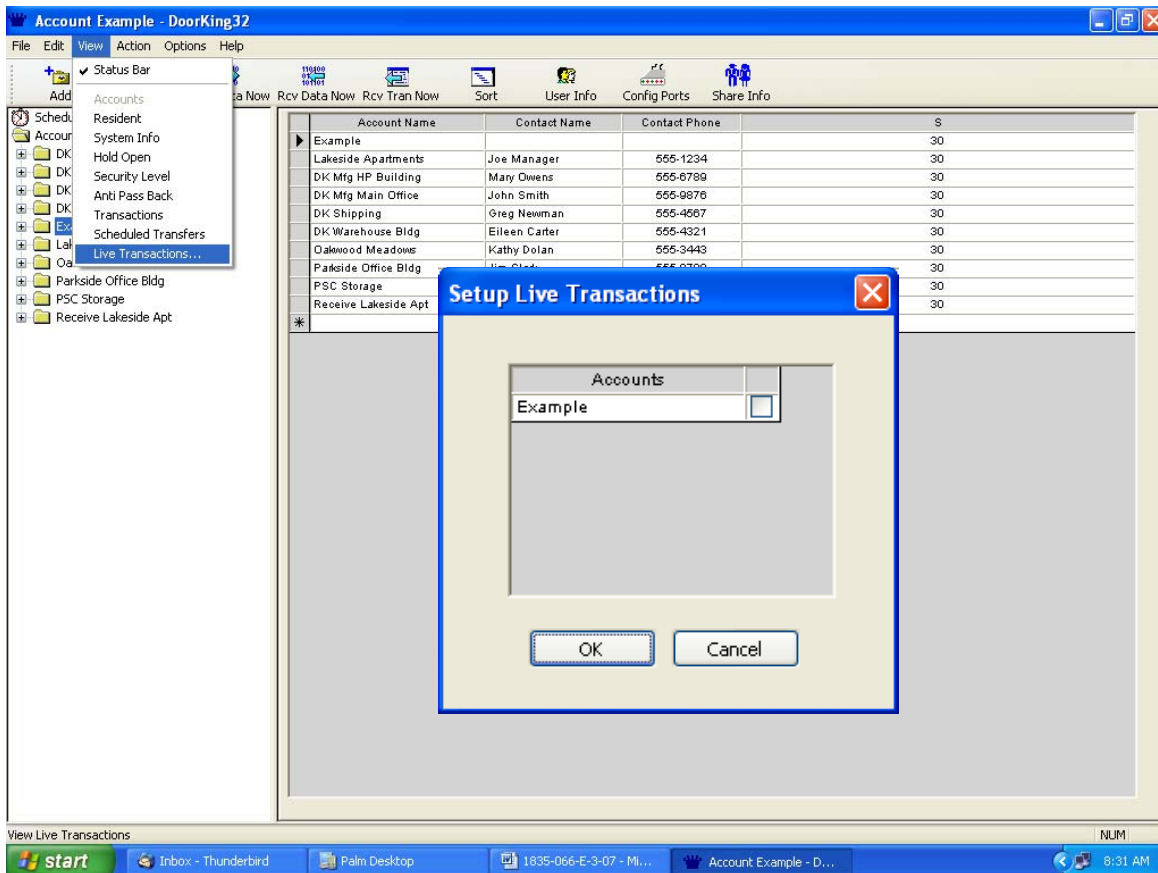 Account Example - DoorKing32
File Edit View Action Options Help
Add
a Now
Rcv Data Now
Rcv Tran Now
Sort
User Info
Config Ports
Share Info
Status Bar
Accounts
Resident
System Info
Hold Open
Security Level
Anti Pass Back
Transactions
Scheduled Transfers
Live Transactions...
Schedu
Accour
DK
DK
DK
DK
Ex
Lak
Oa
Parkside Office Bldg
PSC Storage
Receive Lakeside Apt
Account Name Contact Name Contact Phone S
Example 30
Lakeside Apartments Joe Manager 555-1234 30
DK Mfg HP Building Mary Owens 555-6789 30
DK Mfg Main Office John Smith 555-9876 30
DK Shipping Greg Newman 555-4567 30
DK Warehouse Bldg Eileen Carter 555-4321 30
Oakwood Meadows Kathy Dolan 555-3443 30
Parkside Office Bldg 30
PSC Storage 30
Receive Lakeside Apt 30
Setup Live Transactions
Accounts
Example
OK Cancel
View Live Transactions NUM
start Inbox - Thunderbird Palm Desktop 1835-066-E-3-07 - Mi... Account Example - D... 8:31 AM